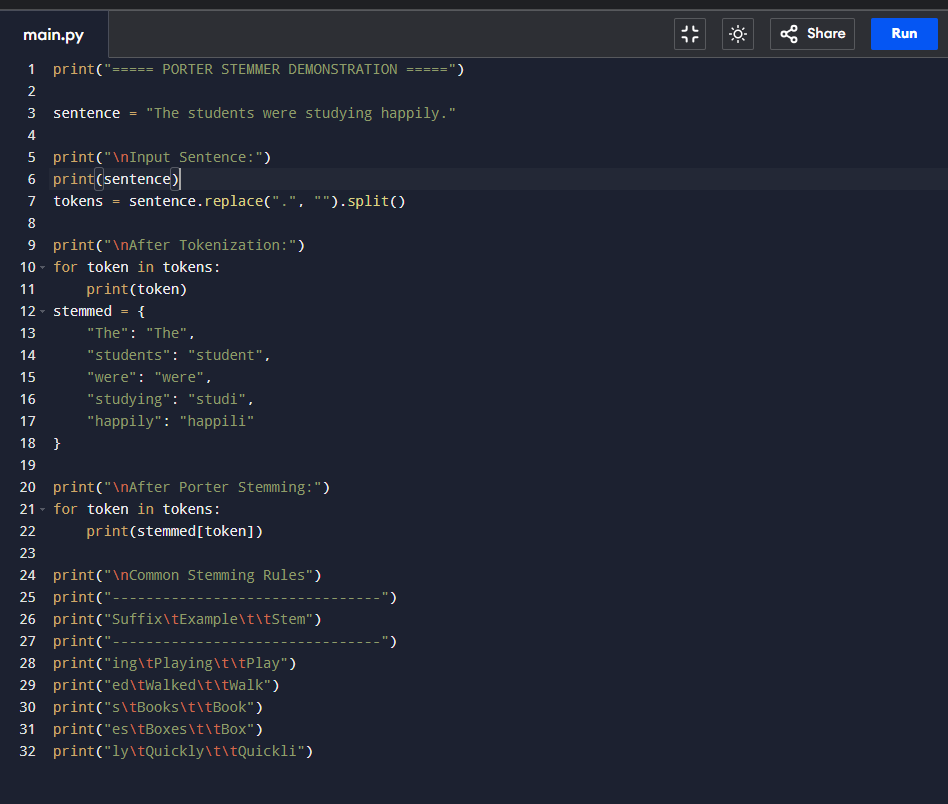 main.py
Share
Run
1 print("===== PORTER STEMMER DEMONSTRATION =====")
2
3 sentence = "The students were studying happily."
4
5 print("\nInput Sentence:")
6 print(sentence)
7 tokens = sentence.replace(".", "").split()
8
9 print("\nAfter Tokenization:")
10 for token in tokens:
11     print(token)
12 stemmed = {
13     "The": "The",
14     "students": "student",
15     "were": "were",
16     "studying": "studi",
17     "happily": "happili"
18 }
19
20 print("\nAfter Porter Stemming:")
21 for token in tokens:
22     print(stemmed[token])
23
24 print("\nCommon Stemming Rules")
25 print("--------------------------------")
26 print("Suffix\tExample\t\tStem")
27 print("--------------------------------")
28 print("ing\tPlaying\t\tPlay")
29 print("ed\tWalked\t\tWalk")
30 print("s\tBooks\t\tBook")
31 print("es\tBoxes\t\tBox")
32 print("ly\tQuickly\t\tQuickli")